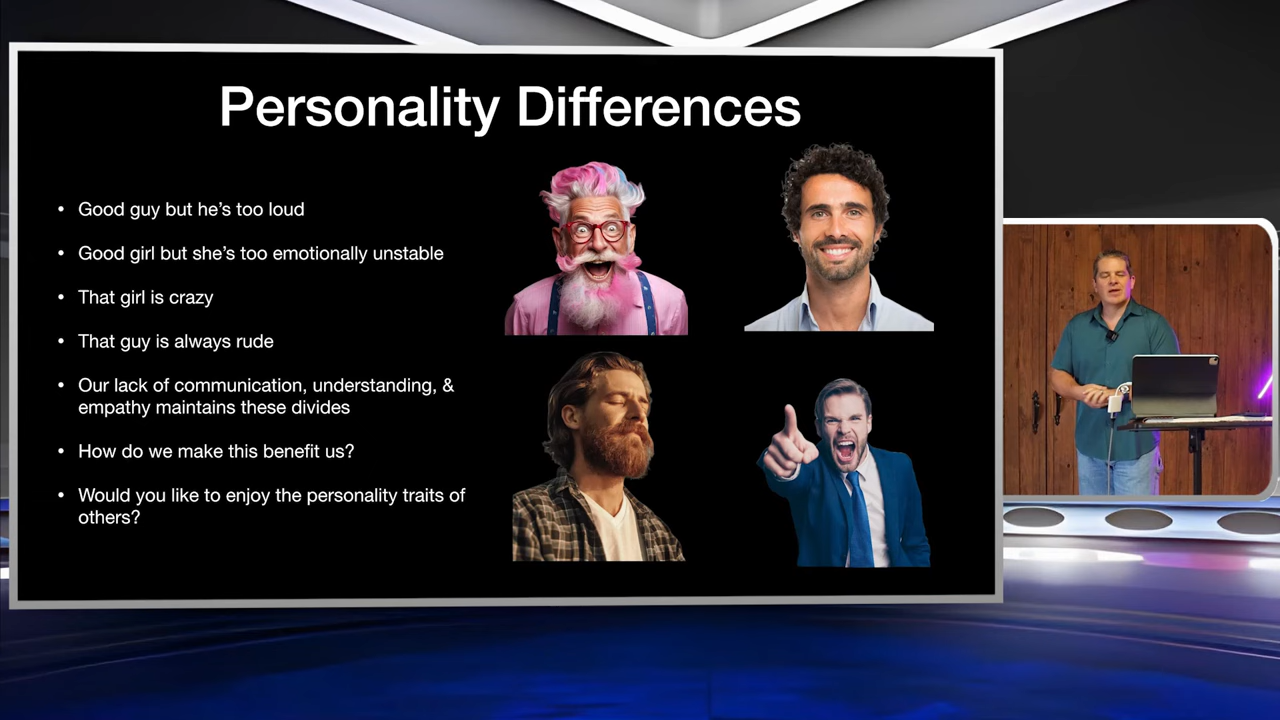 Personality Differences
• Good guy but he's too loud
• Good girl but she's too emotionally unstable
• That girl is crazy
• That guy is always rude
• Our lack of communication, understanding, &
empathy maintains these divides
• How do we make this benefit us?
• Would you like to enjoy the personality traits of
others?